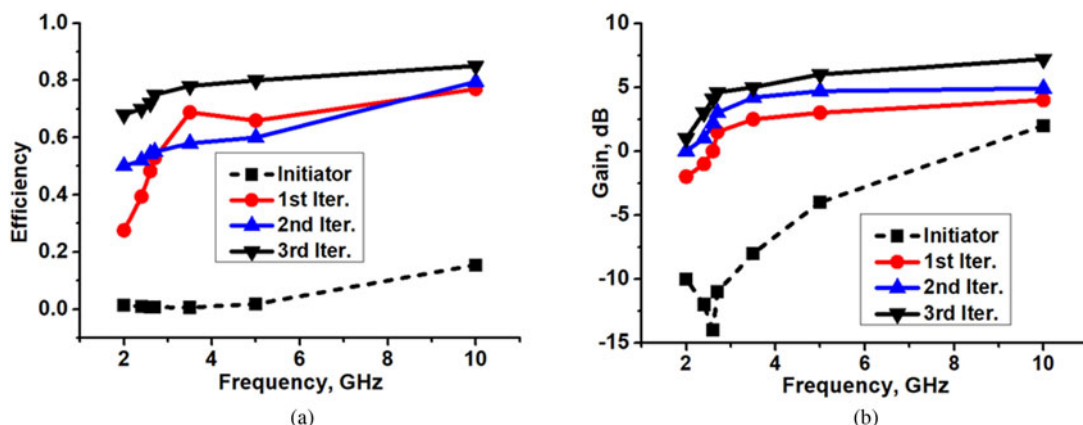 1.0
0.8
0.6
0.4
0.2
0.0
Efficiency
Initiator
1st Iter.
2nd Iter.
3rd Iter.
2 4 6 8 10
Frequency, GHz
(a)
10
5
0
-5
-10
-15
Gain, dB
Initiator
1st Iter.
2nd Iter.
3rd Iter.
2 4 6 8 10
Frequency, GHz
(b)